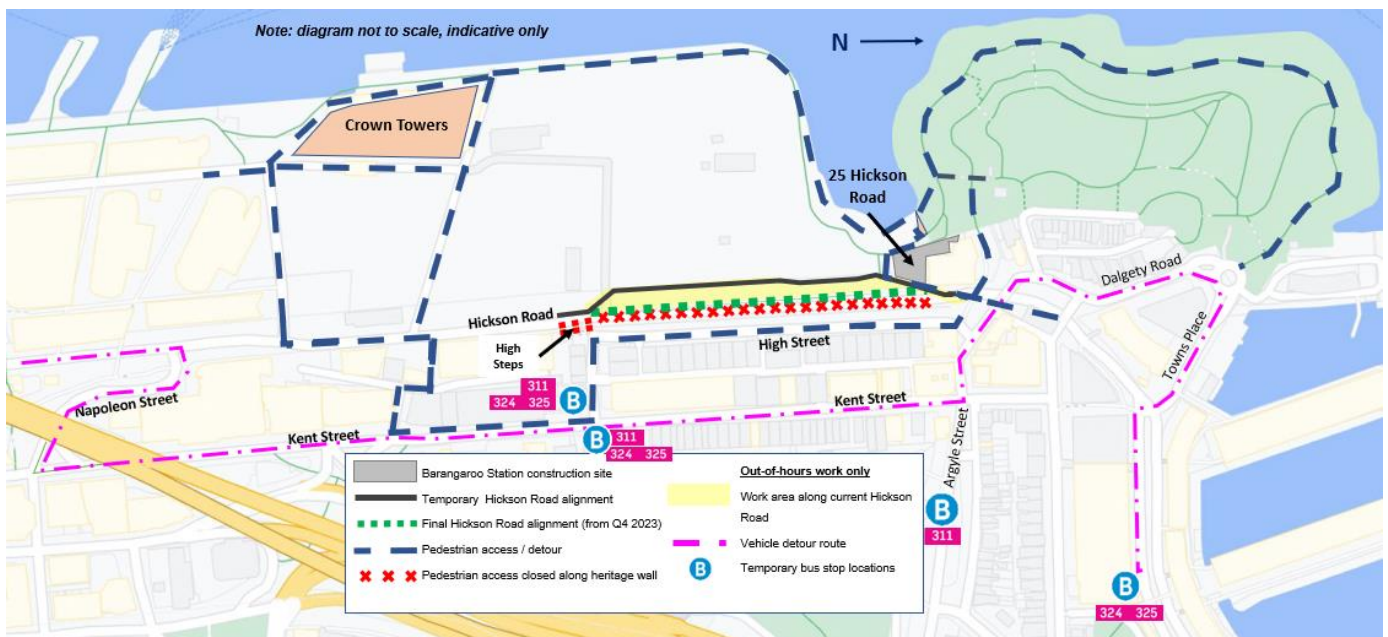 Note: diagram not to scale, indicative only
N
Crown Towers
25 Hickson
Road
Dalgety Road
Hickson Road
High
Steps
High Street
Towns Place
Napoleon Street
311
324 325
B
Kent Street
Kent Street
B
311
324 325
Argyle Street
B
311
B
324 325
Barangaroo Station construction site
Temporary Hickson Road alignment
Final Hickson Road alignment (from Q4 2023)
Pedestrian access / detour
Pedestrian access closed along heritage wall
Out-of-hours work only
Work area along current Hickson
Road
Vehicle detour route
B
Temporary bus stop locations